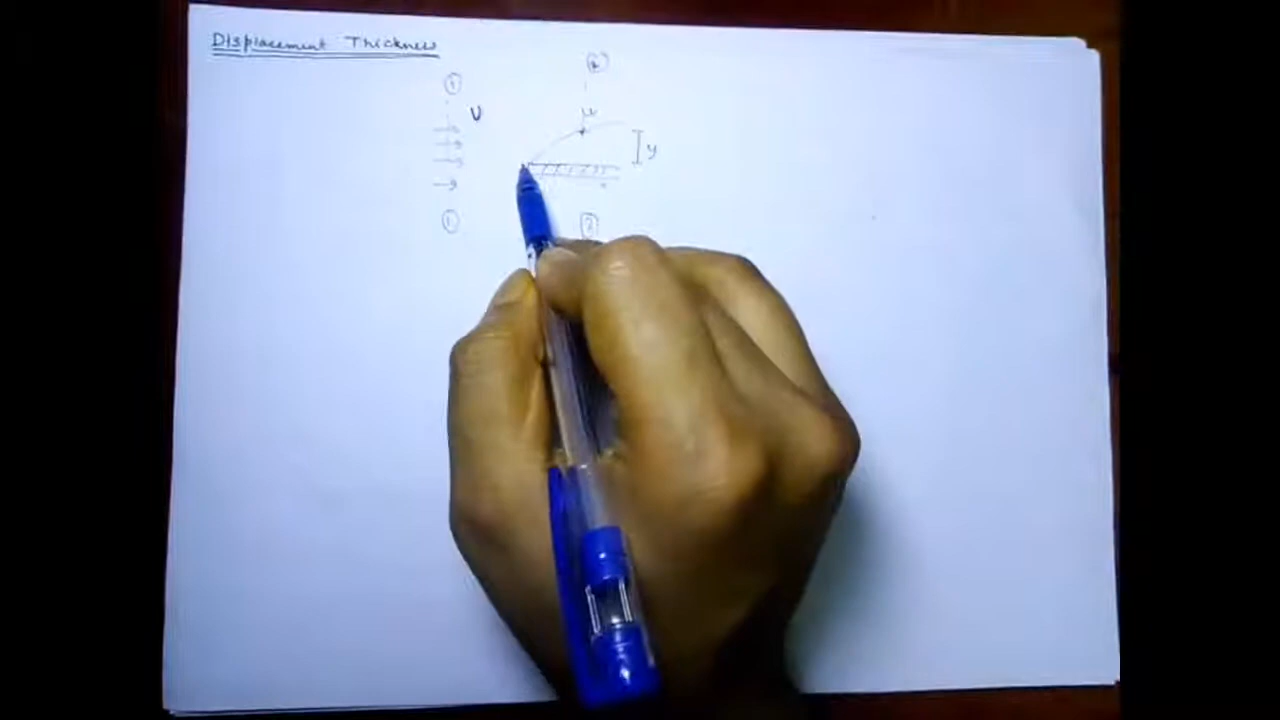 Displacement Thickness
① ②
U u
y
① ②